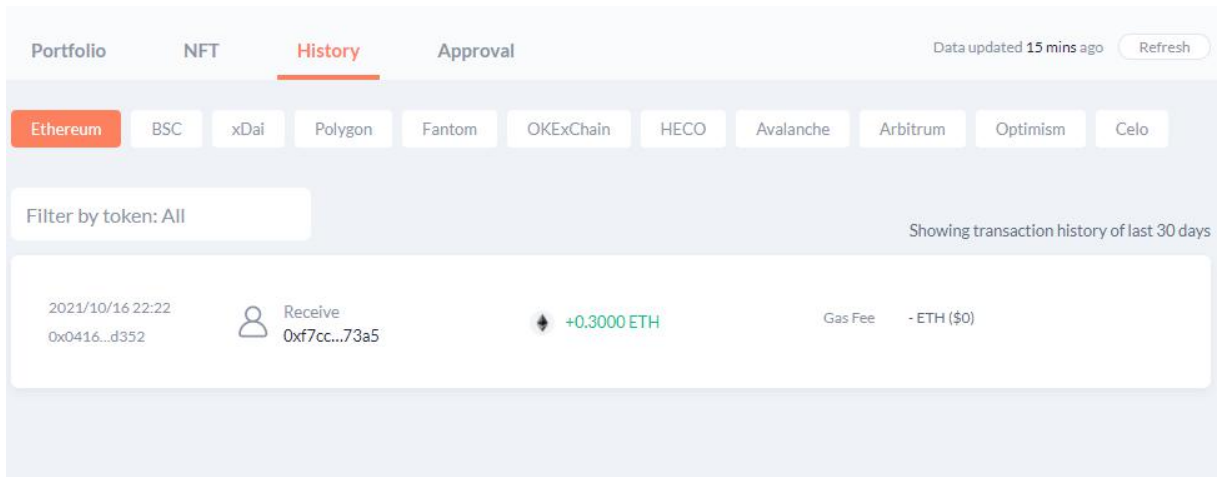 Portfolio NFT History Approval Data updated 15 mins ago Refresh
Ethereum BSC xDai Polygon Fantom OKExChain HECO Avalanche Arbitrum Optimism Celo
Filter by token: All
Showing transaction history of last 30 days
2021/10/16 22:22 Receive +0.3000 ETH Gas Fee - ETH ($0)
0x0416...d352 0xf7cc...73a5